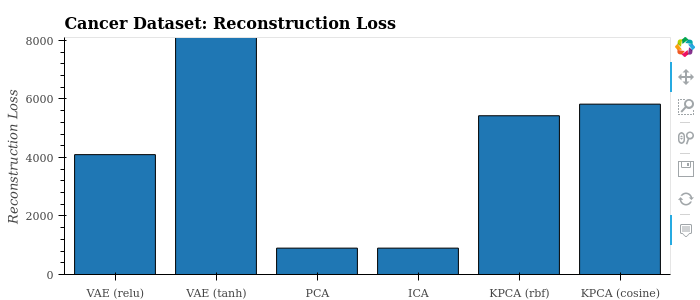 Cancer Dataset: Reconstruction Loss
Reconstruction Loss
8000
6000
4000
2000
0
VAE (relu) VAE (tanh) PCA ICA KPCA (rbf) KPCA (cosine)